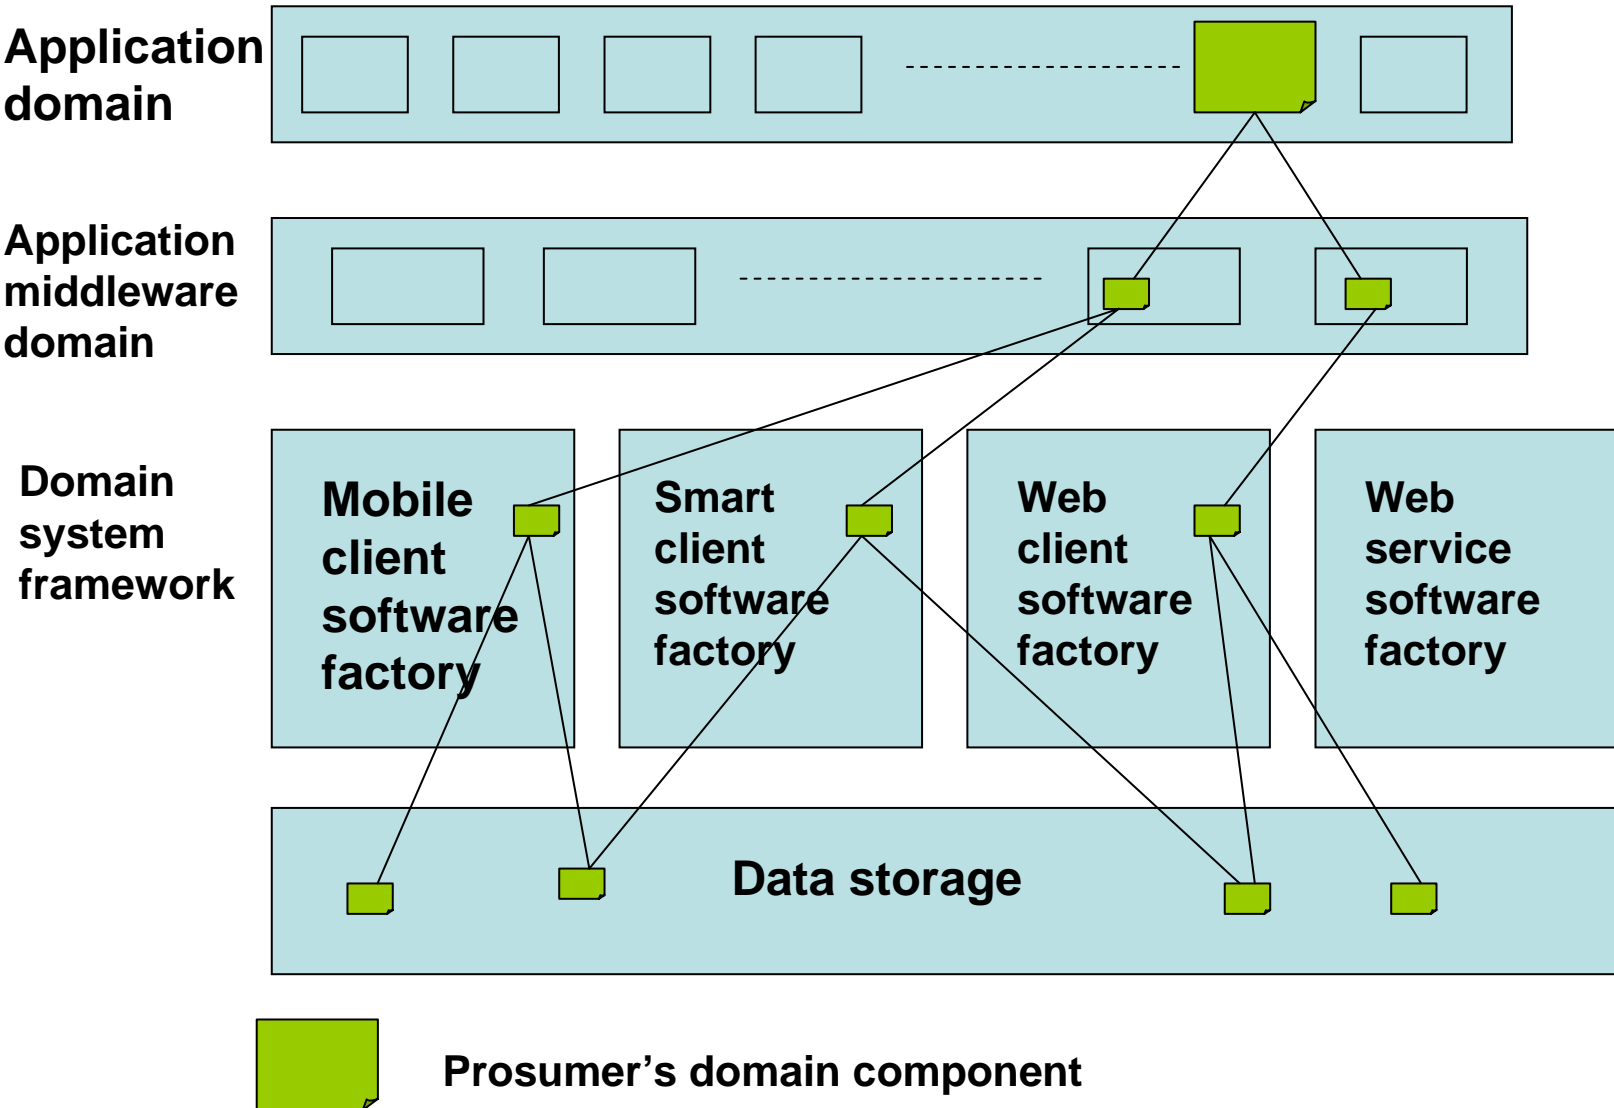 Application
domain
Application
middleware
domain
Domain
system
framework
Mobile
client
software
factory
Smart
client
software
factory
Web
client
software
factory
Web
service
software
factory
Data storage
Prosumer's domain component